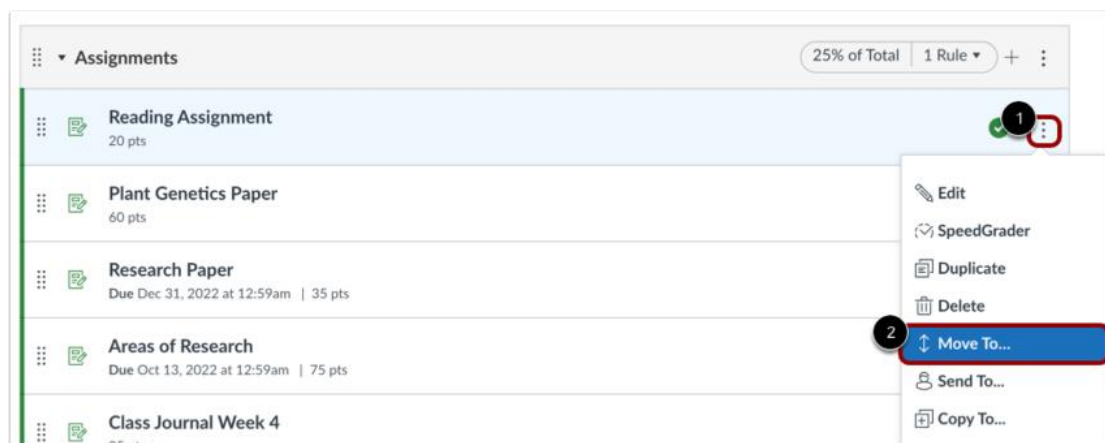 Assignments
25% of Total 1 Rule
Reading Assignment
20 pts
1
Plant Genetics Paper
60 pts
Edit
SpeedGrader
Research Paper
Due Dec 31, 2022 at 12:59am | 35 pts
Duplicate
Delete
2
Move To...
Areas of Research
Due Oct 13, 2022 at 12:59am | 75 pts
Send To...
Class Journal Week 4
Copy To...